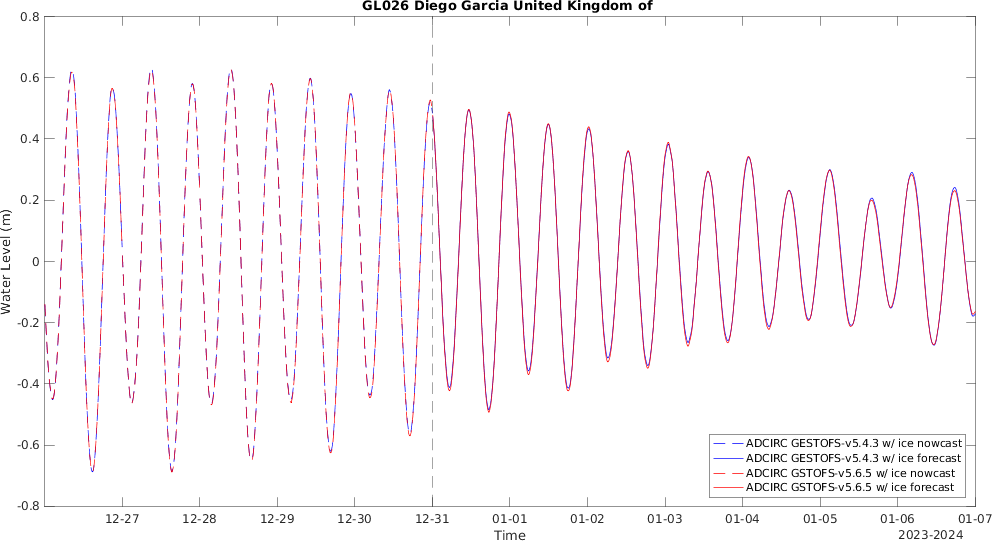 GL026 Diego Garcia United Kingdom of
0.8
0.6
0.4
0.2
0
-0.2
-0.4
-0.6
-0.8
Water Level (m)
12-27 12-28 12-29 12-30 12-31 01-01 01-02 01-03 01-04 01-05 01-06 01-07
Time
2023-2024
ADCIRC GESTOFS-v5.4.3 w/ ice nowcast
ADCIRC GESTOFS-v5.4.3 w/ ice forecast
ADCIRC GSTOFS-v5.6.5 w/ ice nowcast
ADCIRC GSTOFS-v5.6.5 w/ ice forecast